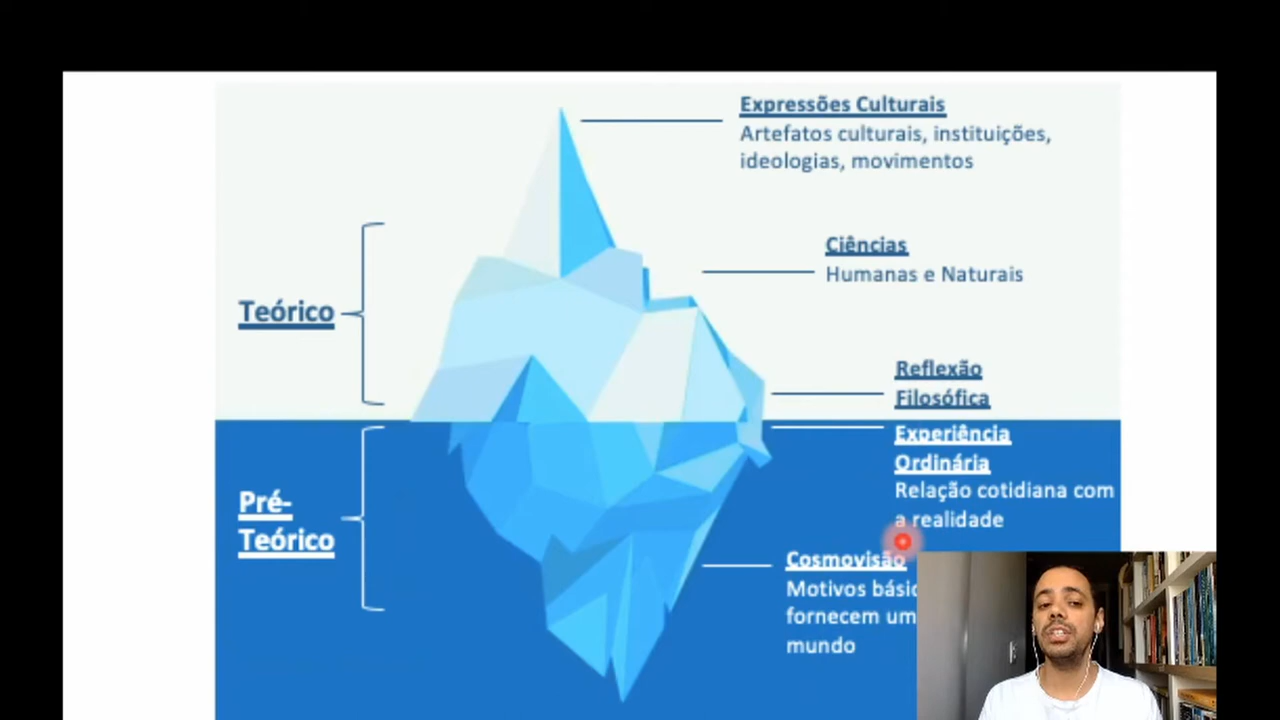 Expressões Culturais
Artefatos culturais, instituições,
ideologias, movimentos
Ciências
Humanas e Naturais
Teórico
Reflexão
Filosófica
Experiência
Ordinária
Relação cotidiana com
a realidade
Pré-
Teórico
Cosmovisão
Motivos
fornecem um
mundo